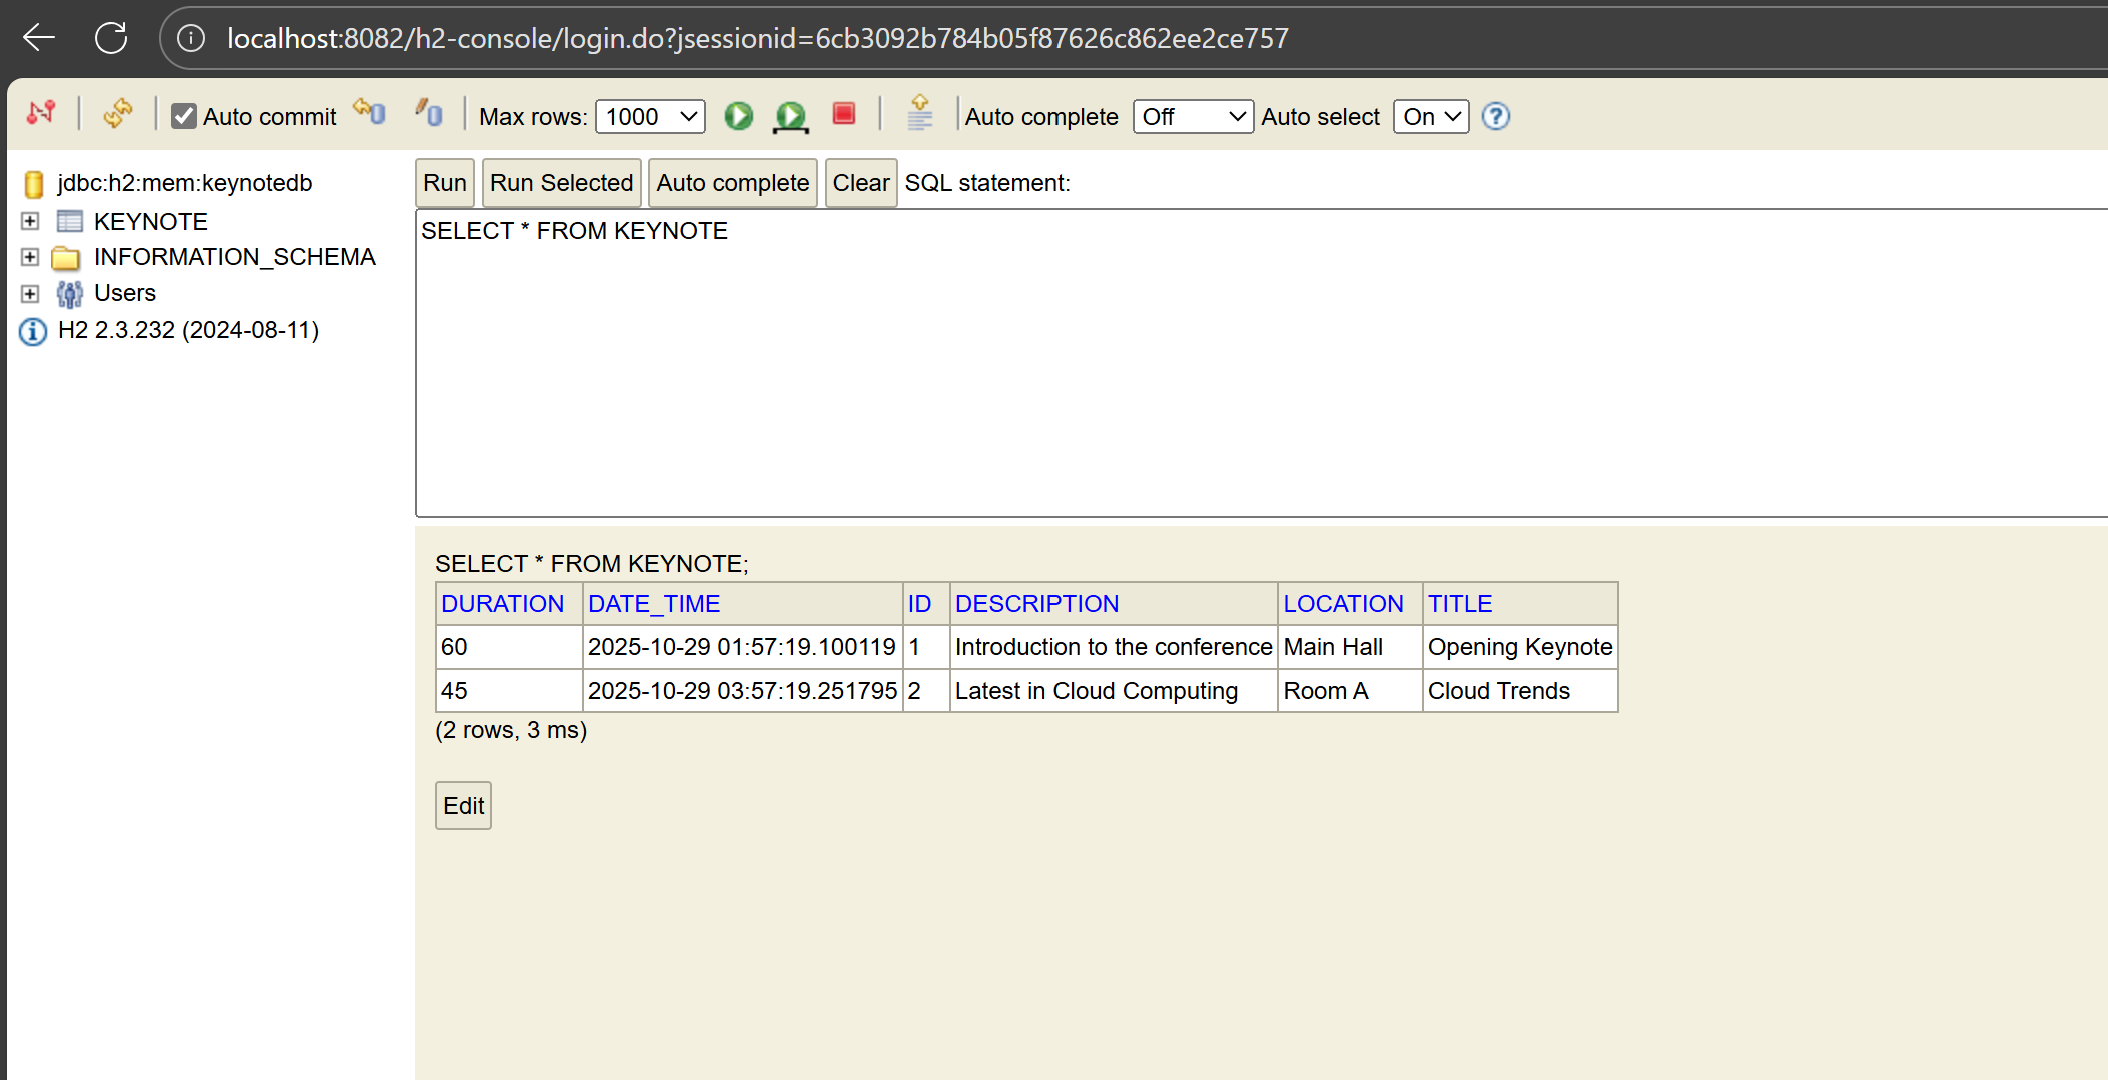 localhost:8082/h2-console/login.do?jsessionid=6cb3092b784b05f87626c862ee2ce757
Auto commit Max rows: 1000 Auto complete Off Auto select On ?
jdbc:h2:mem:keynotedb
KEYNOTE
INFORMATION_SCHEMA
Users
H2 2.3.232 (2024-08-11)
Run Run Selected Auto complete Clear SQL statement:
SELECT * FROM KEYNOTE
SELECT * FROM KEYNOTE;
DURATION DATE_TIME ID DESCRIPTION LOCATION TITLE
60 2025-10-29 01:57:19.100119 1 Introduction to the conference Main Hall Opening Keynote
45 2025-10-29 03:57:19.251795 2 Latest in Cloud Computing Room A Cloud Trends
(2 rows, 3 ms)
Edit